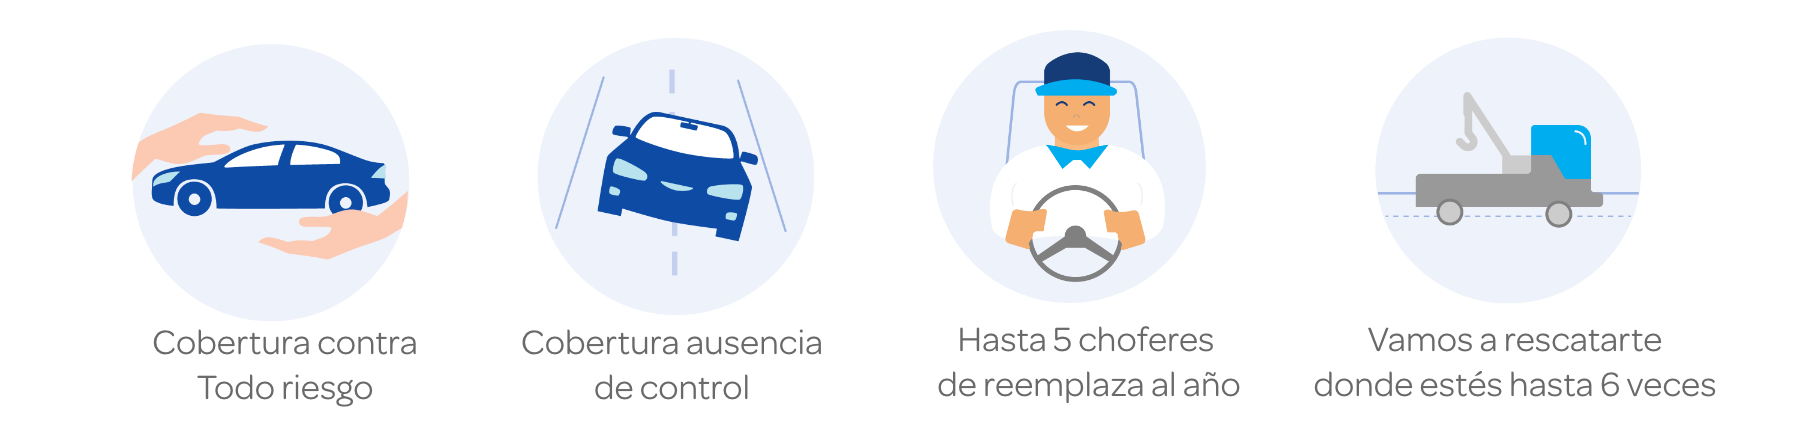 Cobertura contra
Todo riesgo
Cobertura ausencia
de control
Hasta 5 choferes
de reemplaza al año
Vamos a rescatarte
donde estés hasta 6 veces